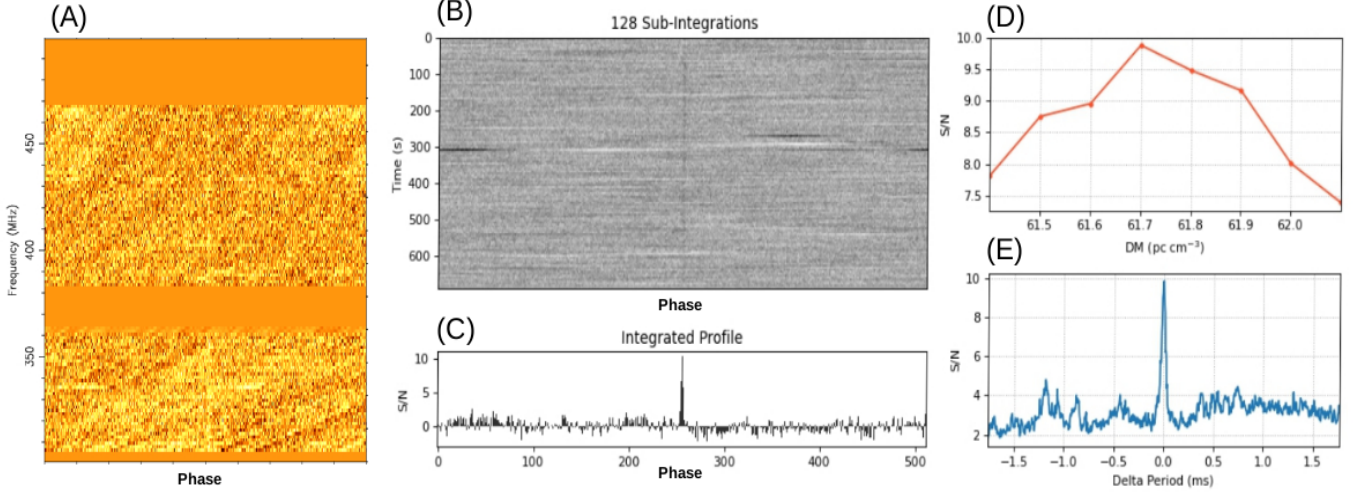 (A)
450
400
350
Frequency (MHz)
Phase
(B)
128 Sub-Integrations
0
100
200
300
400
500
600
Time (s)
Phase
(C)
Integrated Profile
10
5
0
S/N
0 100 200 300 400 500
Phase
(D)
10.0
9.5
9.0
8.5
8.0
7.5
S/N
61.5 61.6 61.7 61.8 61.9 62.0
DM (pc cm⁻³)
(E)
10
8
6
4
2
S/N
−1.5 −1.0 −0.5 0.0 0.5 1.0 1.5
Delta Period (ms)